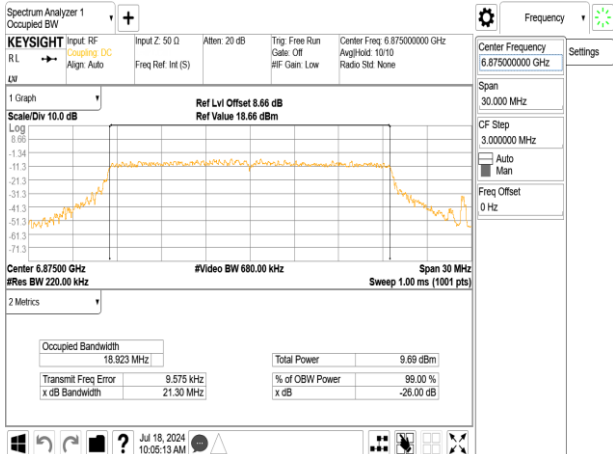 Spectrum Analyzer 1
Occupied BW
Frequency
KEYSIGHT
Input: RF
Coupling: DC
Align: Auto
Input Z: 50 Ω
Freq Ref: Int (S)
Atten: 20 dB
Trig: Free Run
Gate: Off
#IF Gain: Low
Center Freq: 6.875000000 GHz
Avg|Hold: 10/10
Radio Std: None
R L
LXI
Center Frequency
6.875000000 GHz
Settings
Span
30.000 MHz
CF Step
3.000000 MHz
Auto
Man
Freq Offset
0 Hz
1 Graph
Scale/Div 10.0 dB
Ref Lvl Offset 8.66 dB
Ref Value 18.66 dBm
Log
8.66
-1.34
-11.3
-21.3
-31.3
-41.3
-51.3
-61.3
-71.3
Center 6.87500 GHz
#Video BW 680.00 kHz
Span 30 MHz
#Res BW 220.00 kHz
Sweep 1.00 ms (1001 pts)
2 Metrics
Occupied Bandwidth
18.923 MHz
Total Power 9.69 dBm
Transmit Freq Error 9.575 kHz
% of OBW Power 99.00 %
x dB Bandwidth 21.30 MHz
x dB -26.00 dB
?
Jul 18, 2024
10:05:13 AM